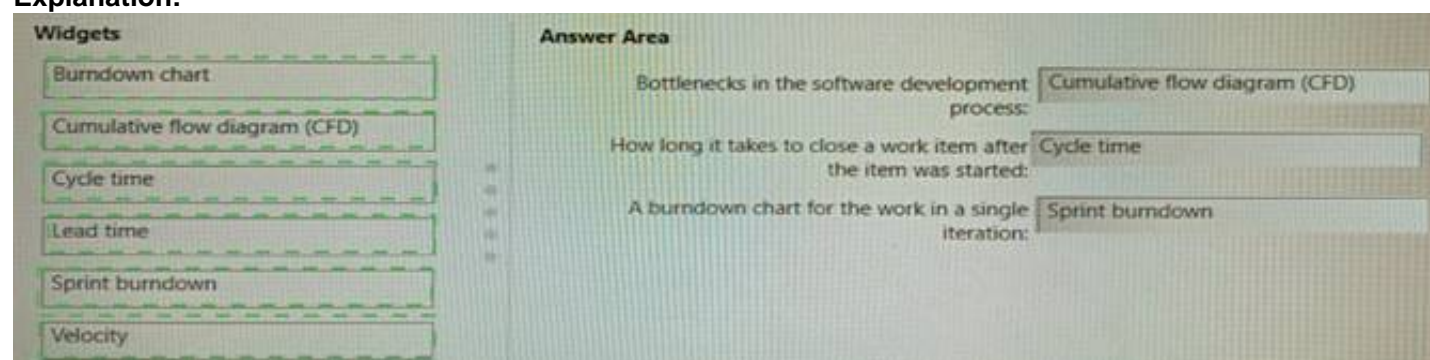 Explanation:
Widgets
Burndown chart
Cumulative flow diagram (CFD)
Cycle time
Lead time
Sprint burndown
Velocity
Answer Area
Bottlenecks in the software development
process:
Cumulative flow diagram (CFD)
How long it takes to close a work item after
the item was started:
Cycle time
A burndown chart for the work in a single
iteration:
Sprint burndown